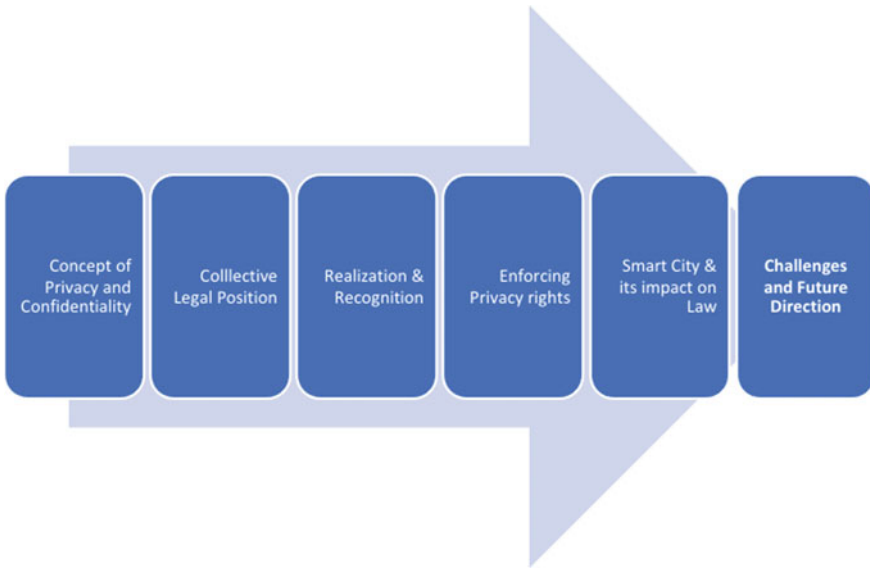 Concept of
Privacy and
Confidentiality
Colllective
Legal Position
Realization &
Recognition
Enforcing
Privacy rights
Smart City &
its impact on
Law
Challenges
and Future
Direction